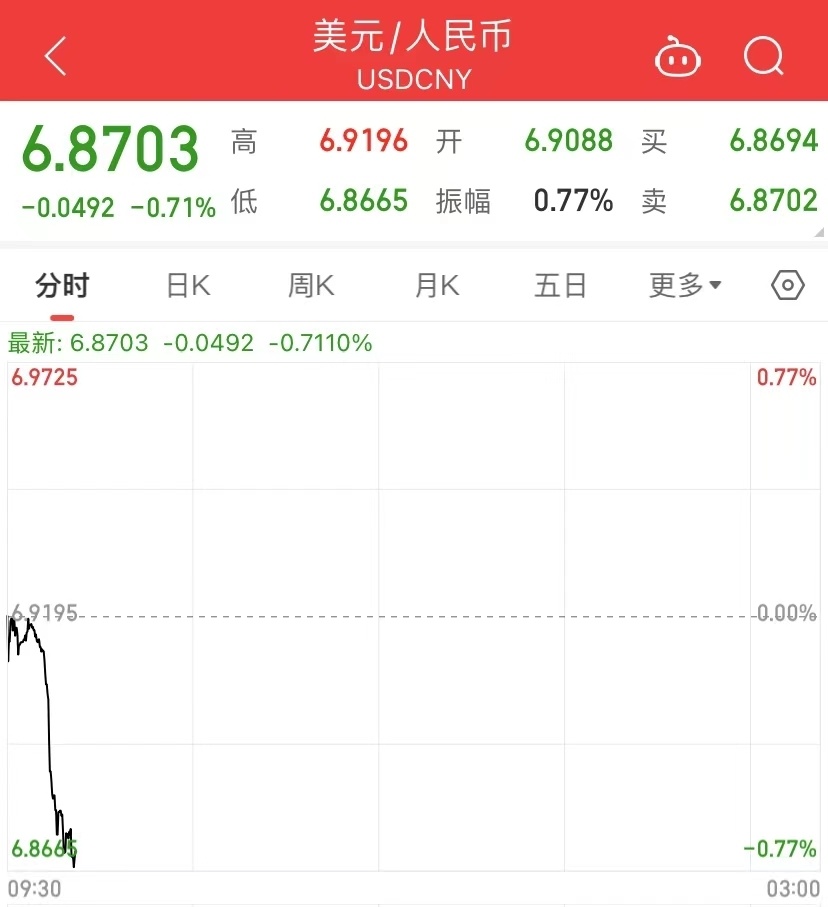 美元/人民币
USDCNY
6.8703 高 6.9196 开 6.9088 买 6.8694
-0.0492 -0.71% 低 6.8665 振幅 0.77% 卖 6.8702
分时 日K 周K 月K 五日 更多
最新: 6.8703 -0.0492 -0.7110%
6.9725 0.77%
6.9195 0.00%
6.8665 -0.77%
09:30 03:00